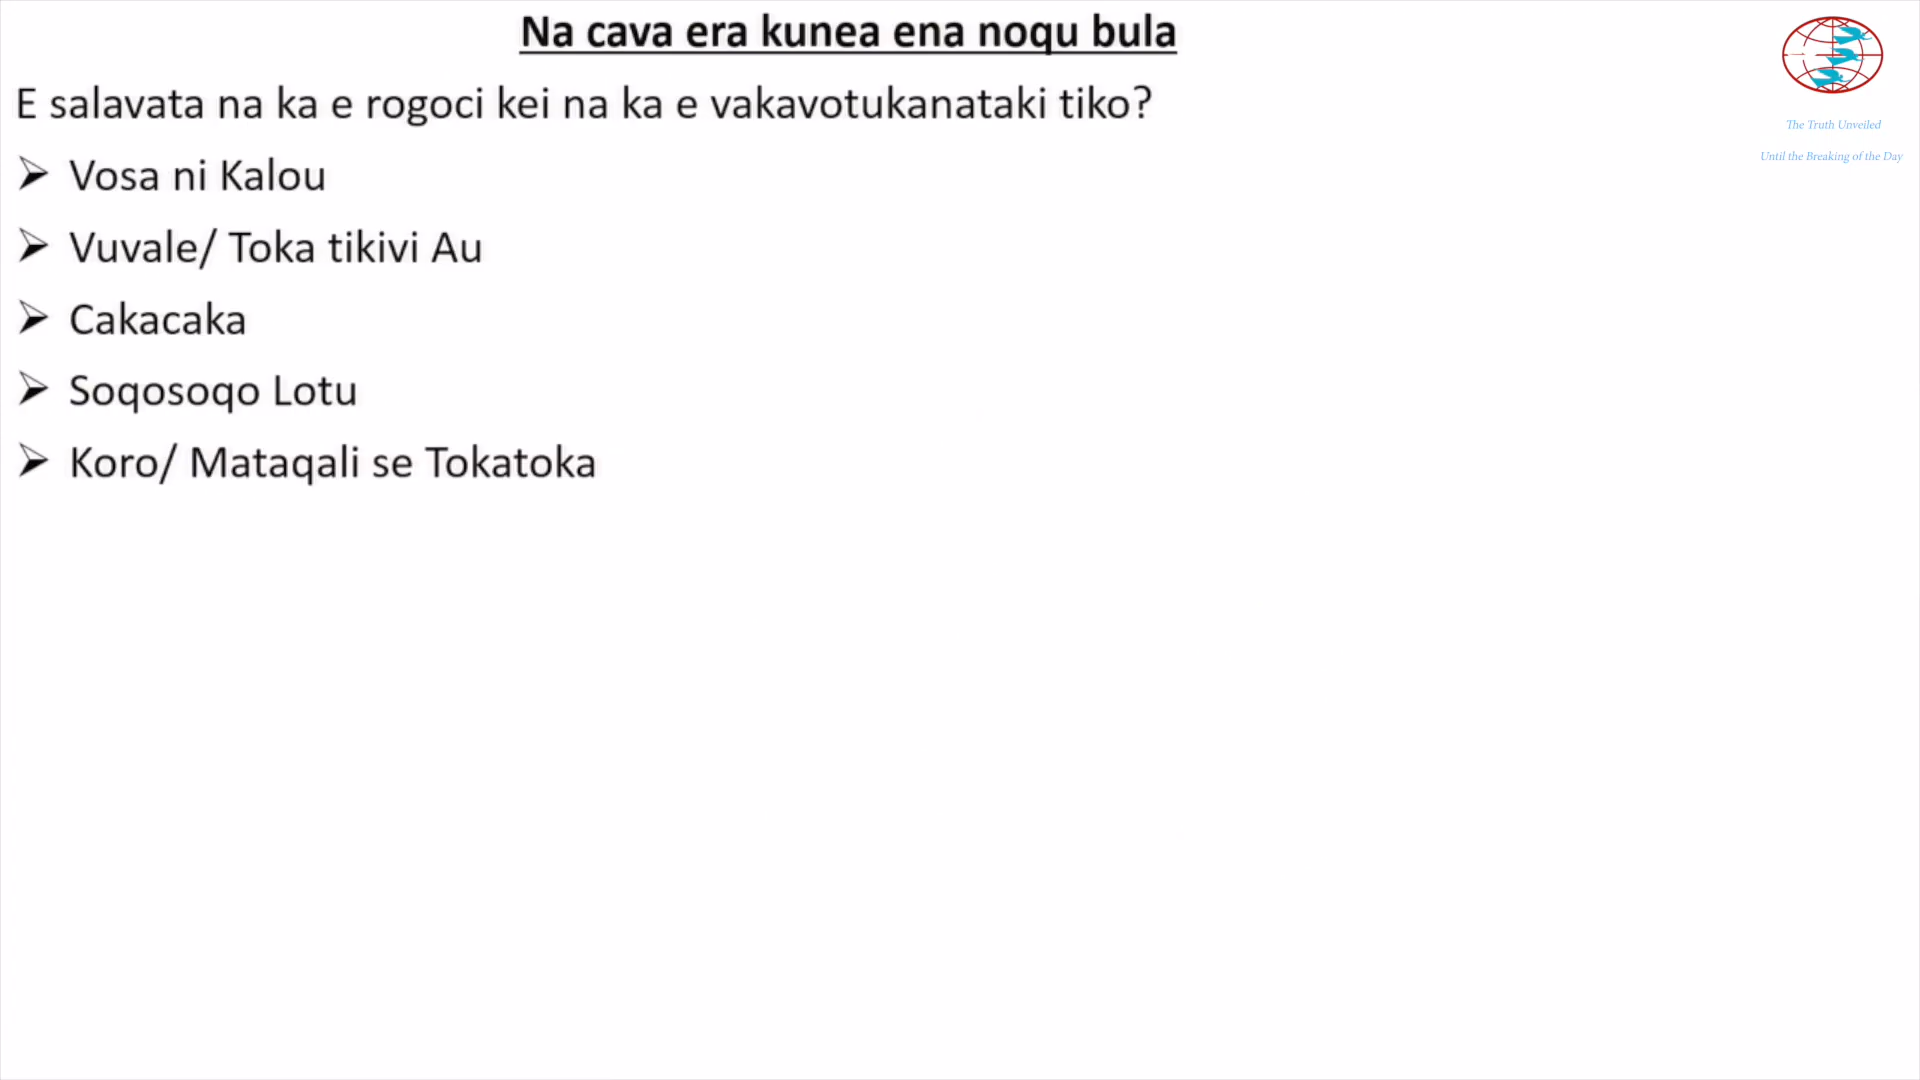 Na cava era kunea ena noqu bula
E salavata na ka e rogoci kei na ka e vakavotukanataki tiko?
➢ Vosa ni Kalou
➢ Vuvale/ Toka tikivi Au
➢ Cakacaka
➢ Soqosoqo Lotu
➢ Koro/ Mataqali se Tokatoka
The Truth Unveiled
Until the Breaking of the Day